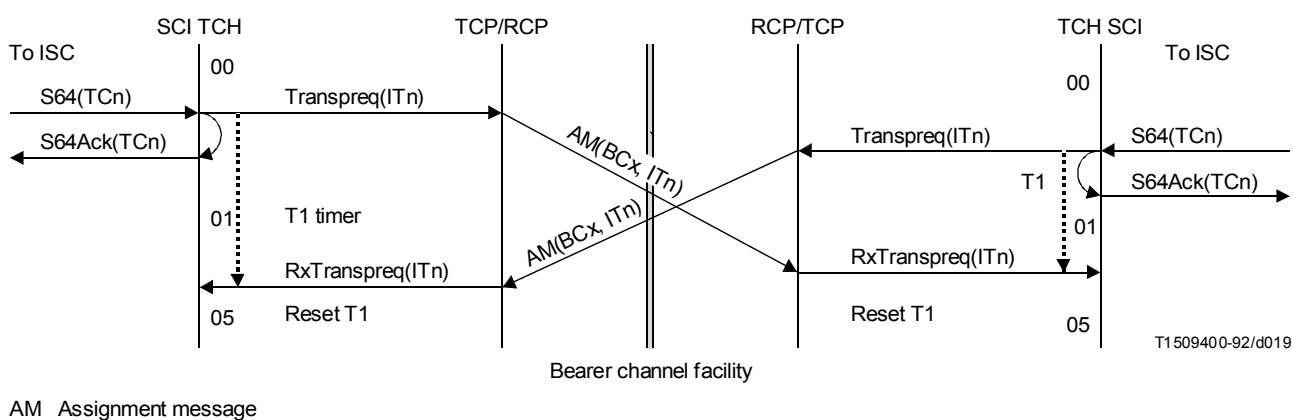 SCI TCH TCP/RCP RCP/TCP TCH SCI
To ISC To ISC
00 00
S64(TCn) Transpreq(ITn)
AM(BCx, ITn)
S64Ack(TCn) Transpreq(ITn) S64(TCn)
T1 S64Ack(TCn)
01 T1 timer AM(BCx, ITn) 01
RxTranspreq(ITn) RxTranspreq(ITn)
05 Reset T1 Reset T1 05
T1509400-92/d019
Bearer channel facility
AM Assignment message